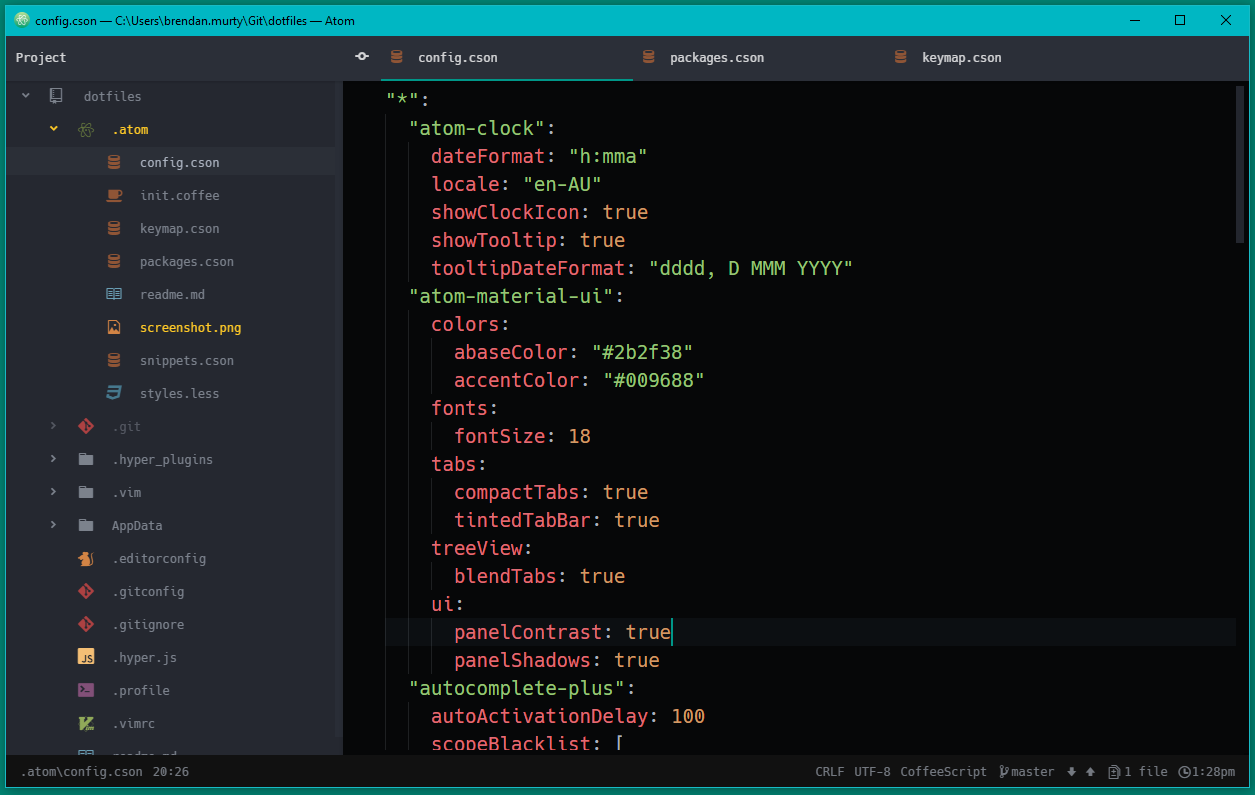 config.cson — C:\Users\brendan.murty\Git\dotfiles — Atom
Project
config.cson
packages.cson
keymap.cson
dotfiles
.atom
config.cson
init.coffee
keymap.cson
packages.cson
readme.md
screenshot.png
snippets.cson
styles.less
.git
.hyper_plugins
.vim
AppData
.editorconfig
.gitconfig
.gitignore
JS .hyper.js
.profile
.vimrc
readme.md
"*":
"atom-clock":
dateFormat: "h:mma"
locale: "en-AU"
showClockIcon: true
showTooltip: true
tooltipDateFormat: "dddd, D MMM YYYY"
"atom-material-ui":
colors:
abaseColor: "#2b2f38"
accentColor: "#009688"
fonts:
fontSize: 18
tabs:
compactTabs: true
tintedTabBar: true
treeView:
blendTabs: true
ui:
panelContrast: true
panelShadows: true
"autocomplete-plus":
autoActivationDelay: 100
scopeBlacklist: [
.atom\config.cson 20:26
CRLF UTF-8 CoffeeScript master 1 file 1:28pm